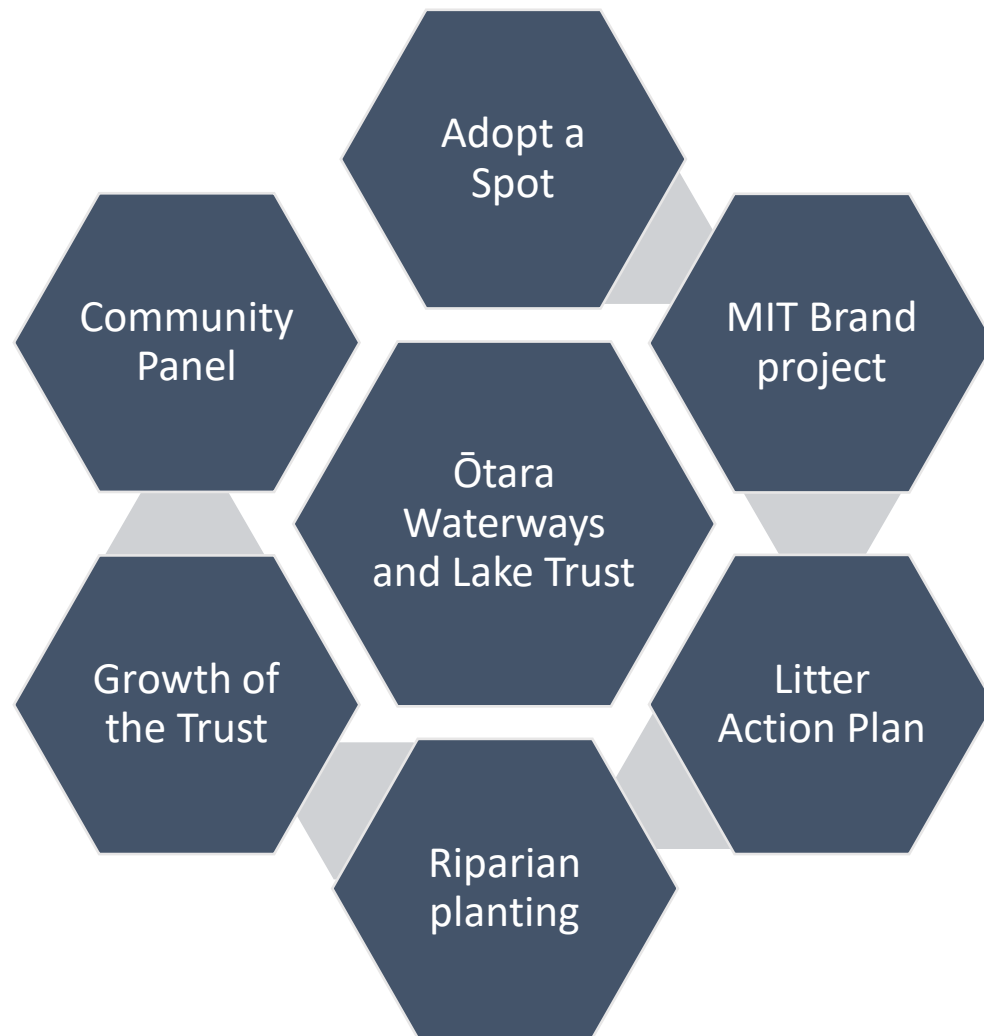 Adopt a
Spot
Community
Panel
MIT Brand
project
Ōtara
Waterways
and Lake Trust
Growth of
the Trust
Litter
Action Plan
Riparian
planting